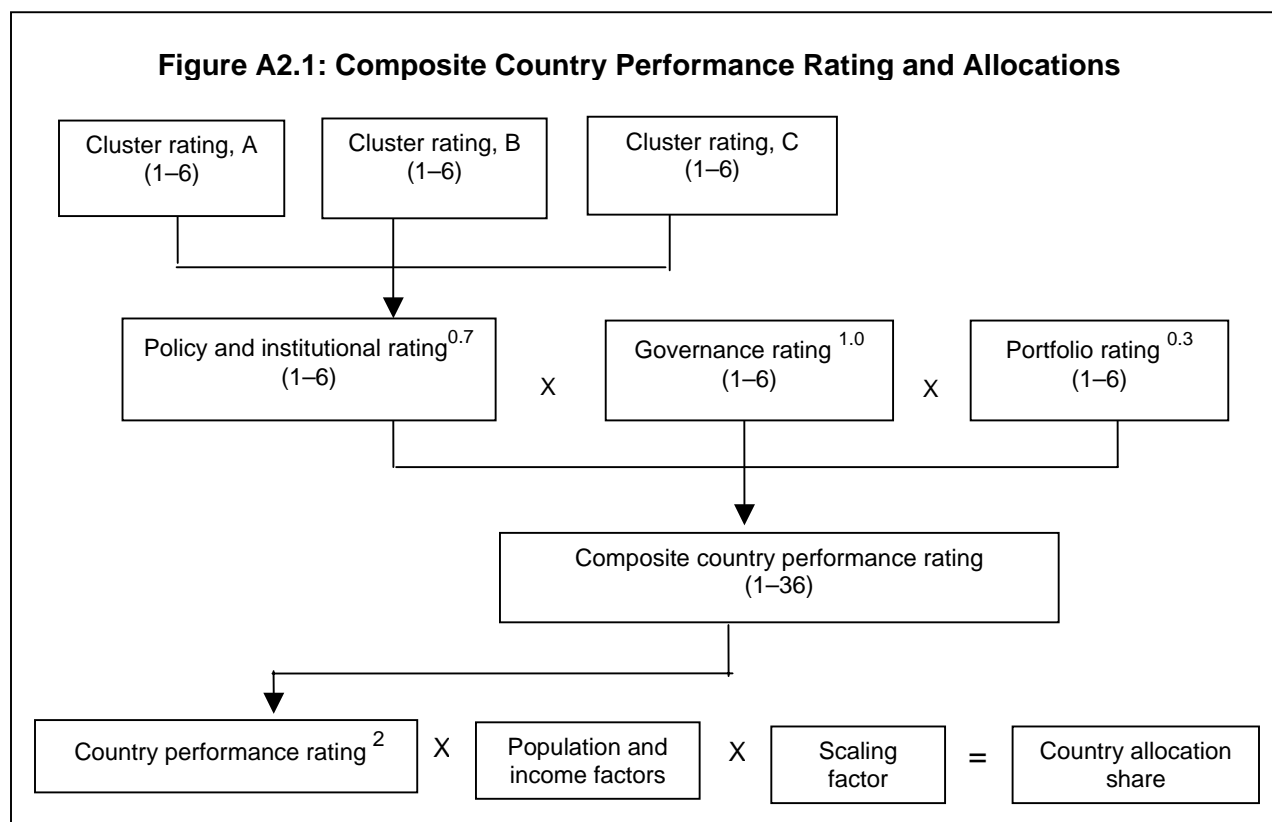 Figure A2.1: Composite Country Performance Rating and Allocations
Cluster rating, A
(1–6)
Cluster rating, B
(1–6)
Cluster rating, C
(1–6)
Policy and institutional rating 0.7
(1–6)
X
Governance rating 1.0
(1–6)
X
Portfolio rating 0.3
(1–6)
Composite country performance rating
(1–36)
Country performance rating 2
X
Population and
income factors
X
Scaling
factor
=
Country allocation
share